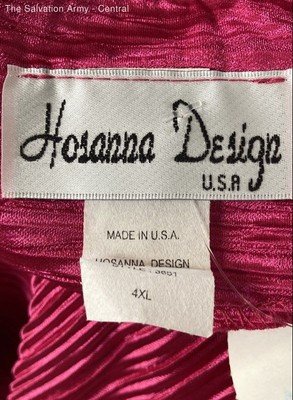 The Salvation Army - Central
Hosanna Design
U.S.A
MADE IN U.S.A.
HOSANNA DESIGN
4XL